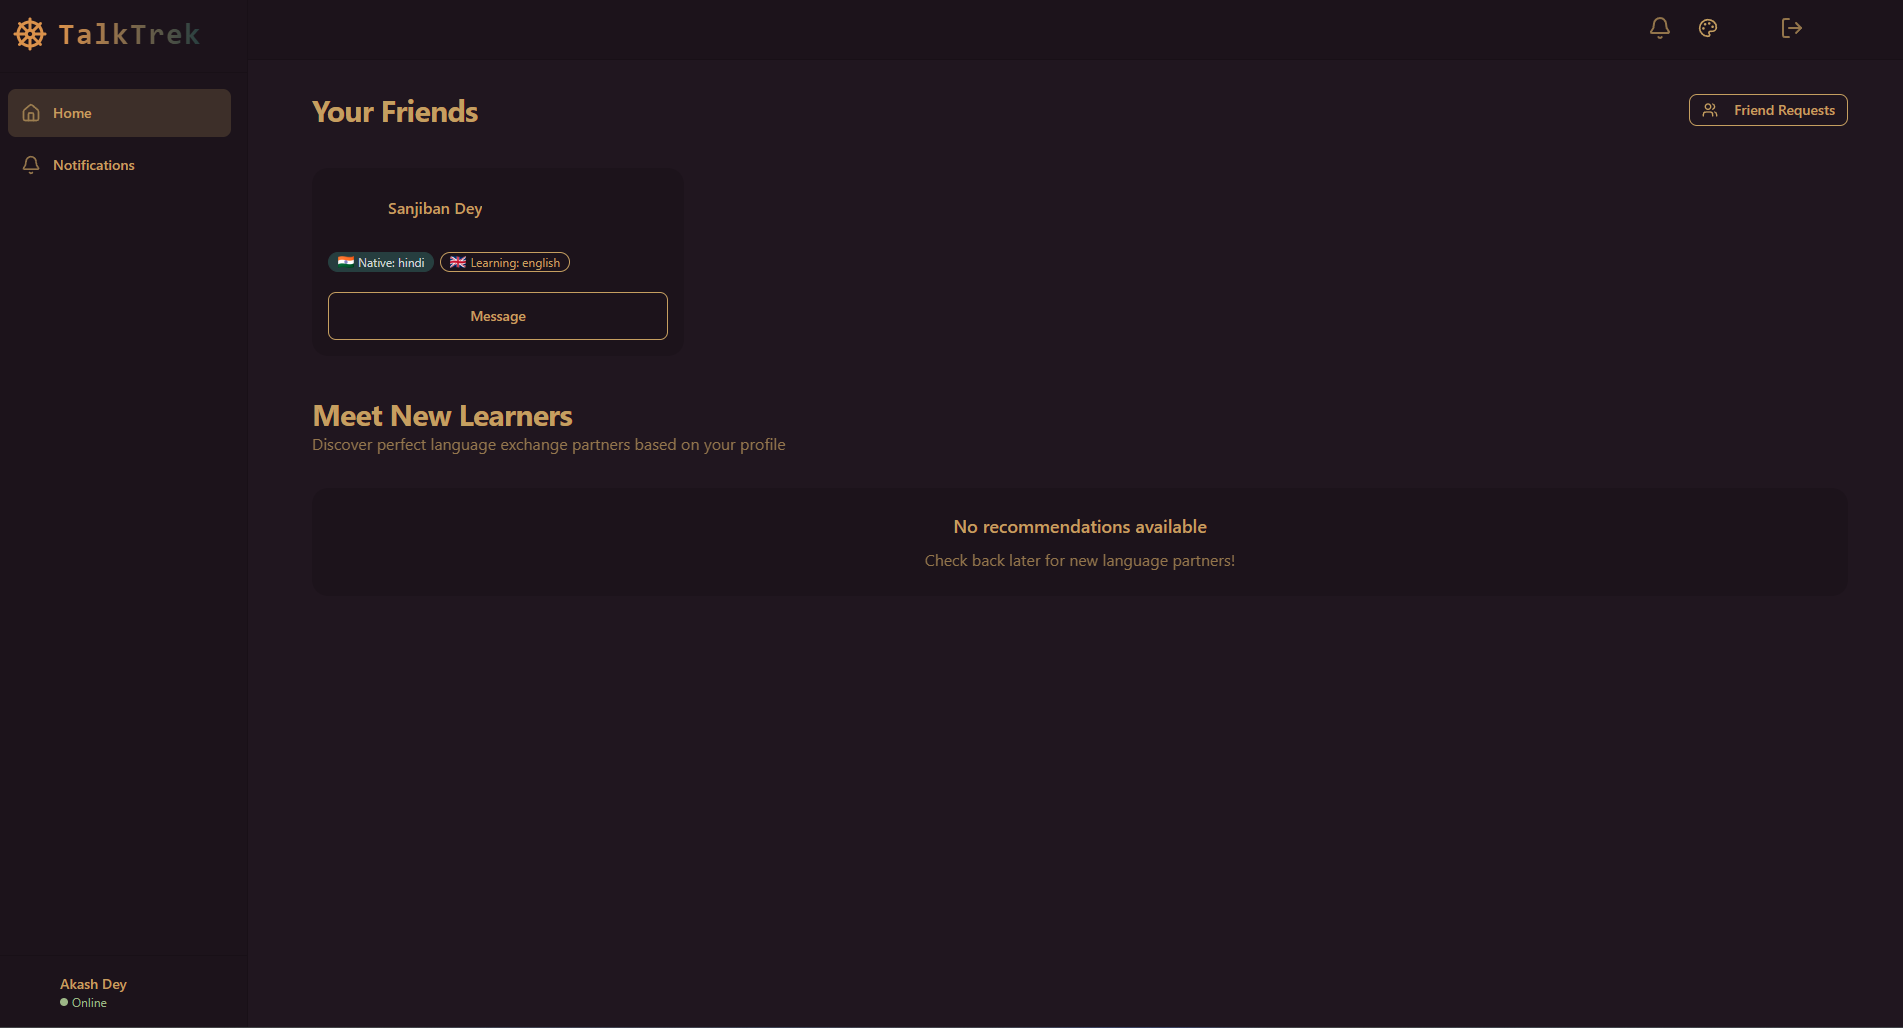 TalkTrek
Home
Notifications
Your Friends
Friend Requests
Sanjiban Dey
Native: hindi
Learning: english
Message
Meet New Learners
Discover perfect language exchange partners based on your profile
No recommendations available
Check back later for new language partners!
Akash Dey
Online